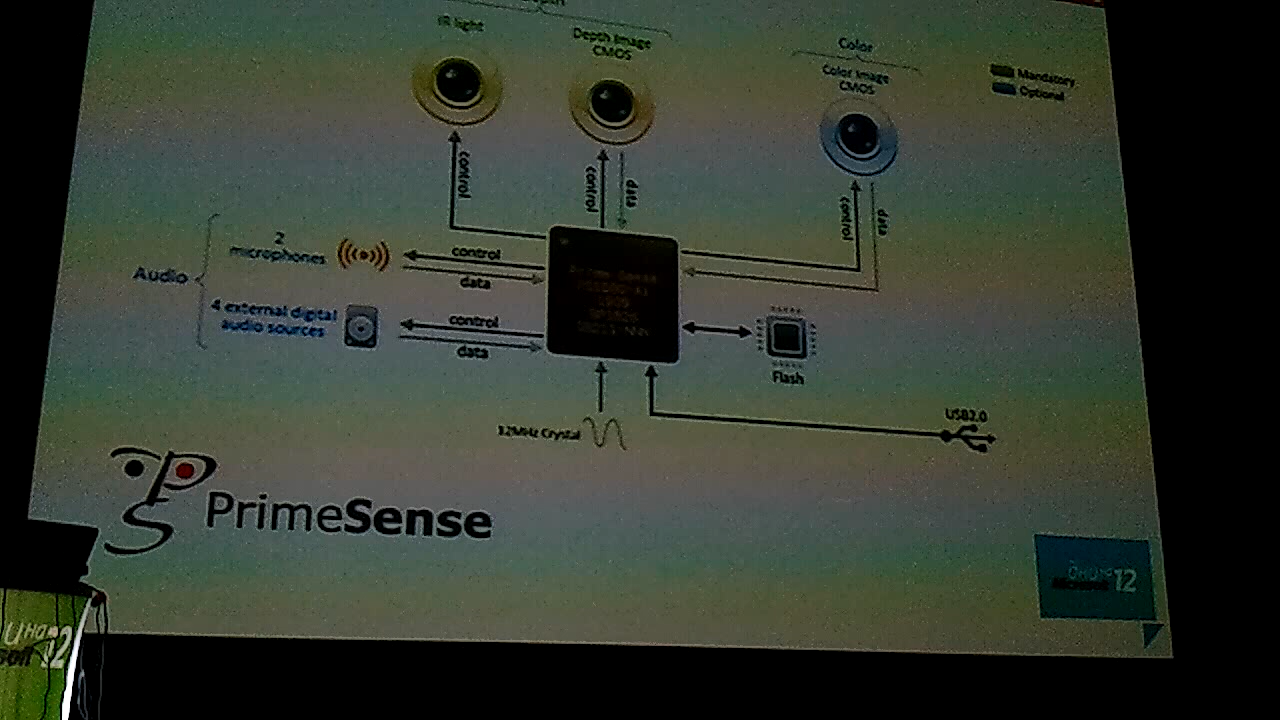 IR light
Depth Image
CMOS
Color
Color Image
CMOS
Mandatory
Optional
control
control
data
control
data
Audio
2
microphones
control
data
4 external digital
audio sources
control
data
Flash
12MHz Crystal
USB2.0
PrimeSense
12
12